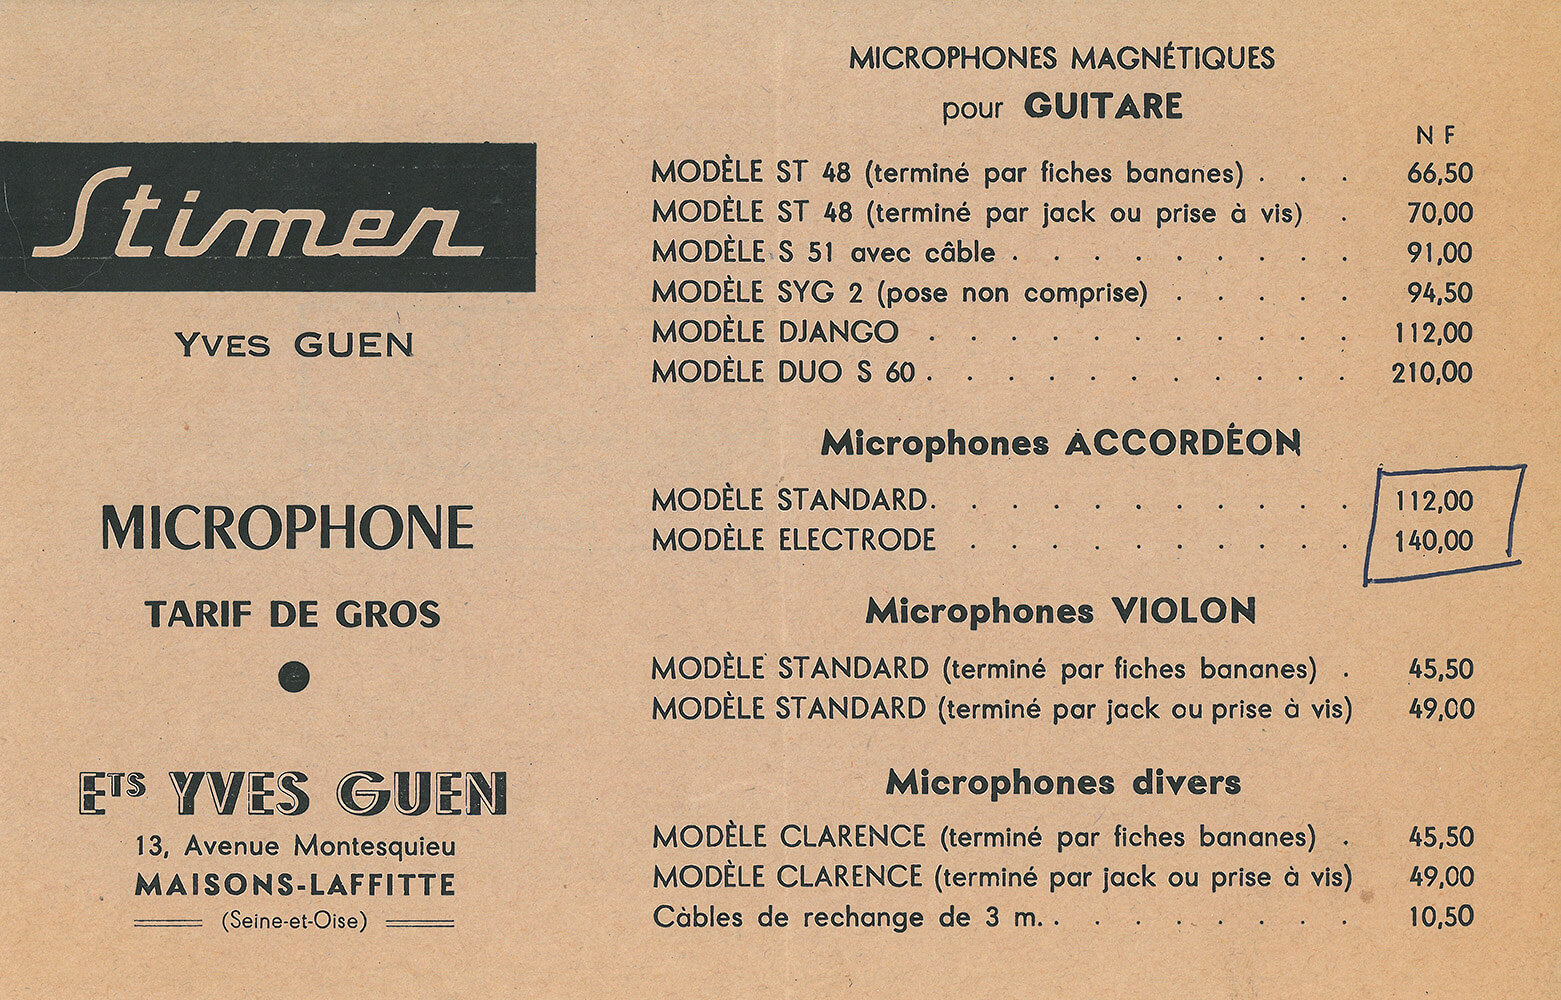 Stimer
YVES GUEN
MICROPHONE
TARIF DE GROS
ETS YVES GUEN
13, Avenue Montesquieu
MAISONS-LAFFITTE
(Seine-et-Oise)
MICROPHONES MAGNÉTIQUES
pour GUITARE
N F
MODÈLE ST 48 (terminé par fiches bananes) . . . 66,50
MODÈLE ST 48 (terminé par jack ou prise à vis) . 70,00
MODÈLE S 51 avec câble . . . . . . . . . 91,00
MODÈLE SYG 2 (pose non comprise) . . . . . 94,50
MODÈLE DJANGO . . . . . . . . . . . 112,00
MODÈLE DUO S 60 . . . . . . . . . . . 210,00
Microphones ACCORDÉON
MODÈLE STANDARD. . . . . . . . . . . 112,00
MODÈLE ELECTRODE . . . . . . . . . . 140,00
Microphones VIOLON
MODÈLE STANDARD (terminé par fiches bananes) . 45,50
MODÈLE STANDARD (terminé par jack ou prise à vis) 49,00
Microphones divers
MODÈLE CLARENCE (terminé par fiches bananes) . 45,50
MODÈLE CLARENCE (terminé par jack ou prise à vis) 49,00
Càbles de rechange de 3 m. . . . . . . . . 10,50